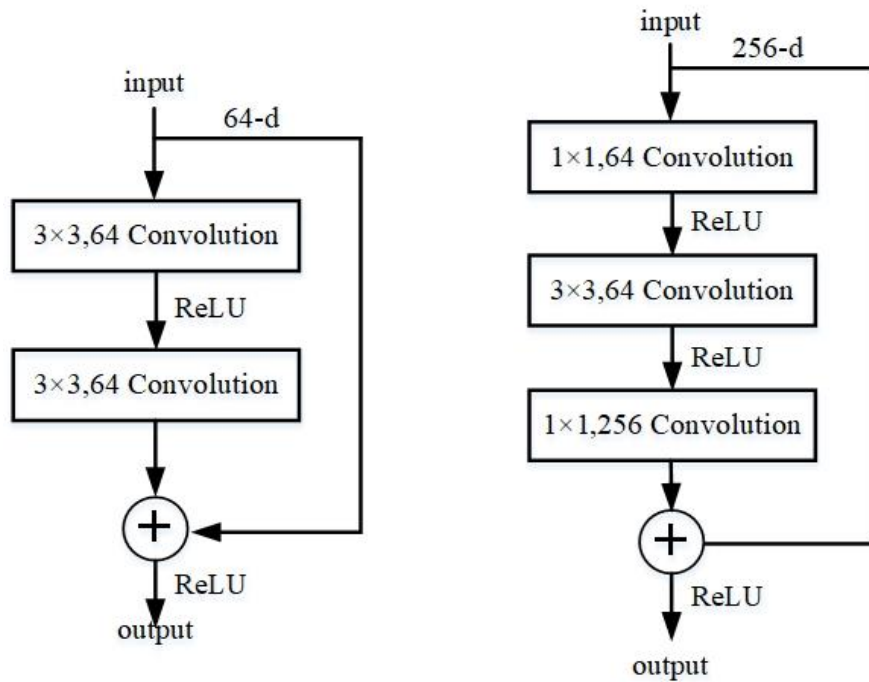 input
64-d
3×3,64 Convolution
ReLU
3×3,64 Convolution
+
ReLU
output
input
256-d
1×1,64 Convolution
ReLU
3×3,64 Convolution
ReLU
1×1,256 Convolution
+
ReLU
output